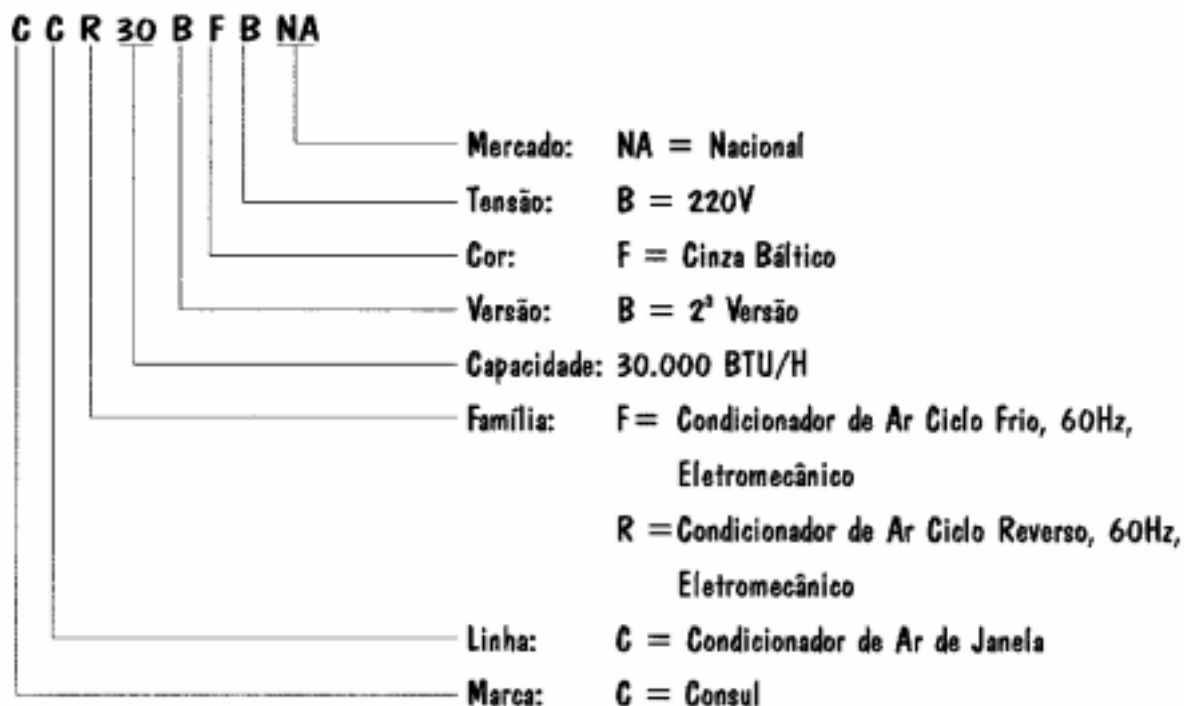 C C R 30 B F B NA
Mercado: NA = Nacional
Tensão: B = 220V
Cor: F = Cinza Báltico
Versão: B = 2ª Versão
Capacidade: 30.000 BTU/H
Família: F = Condicionador de Ar Ciclo Frio, 60Hz,
Eletromecânico
R = Condicionador de Ar Ciclo Reverso, 60Hz,
Eletromecânico
Linha: C = Condicionador de Ar de Janela
Marca: C = Consul